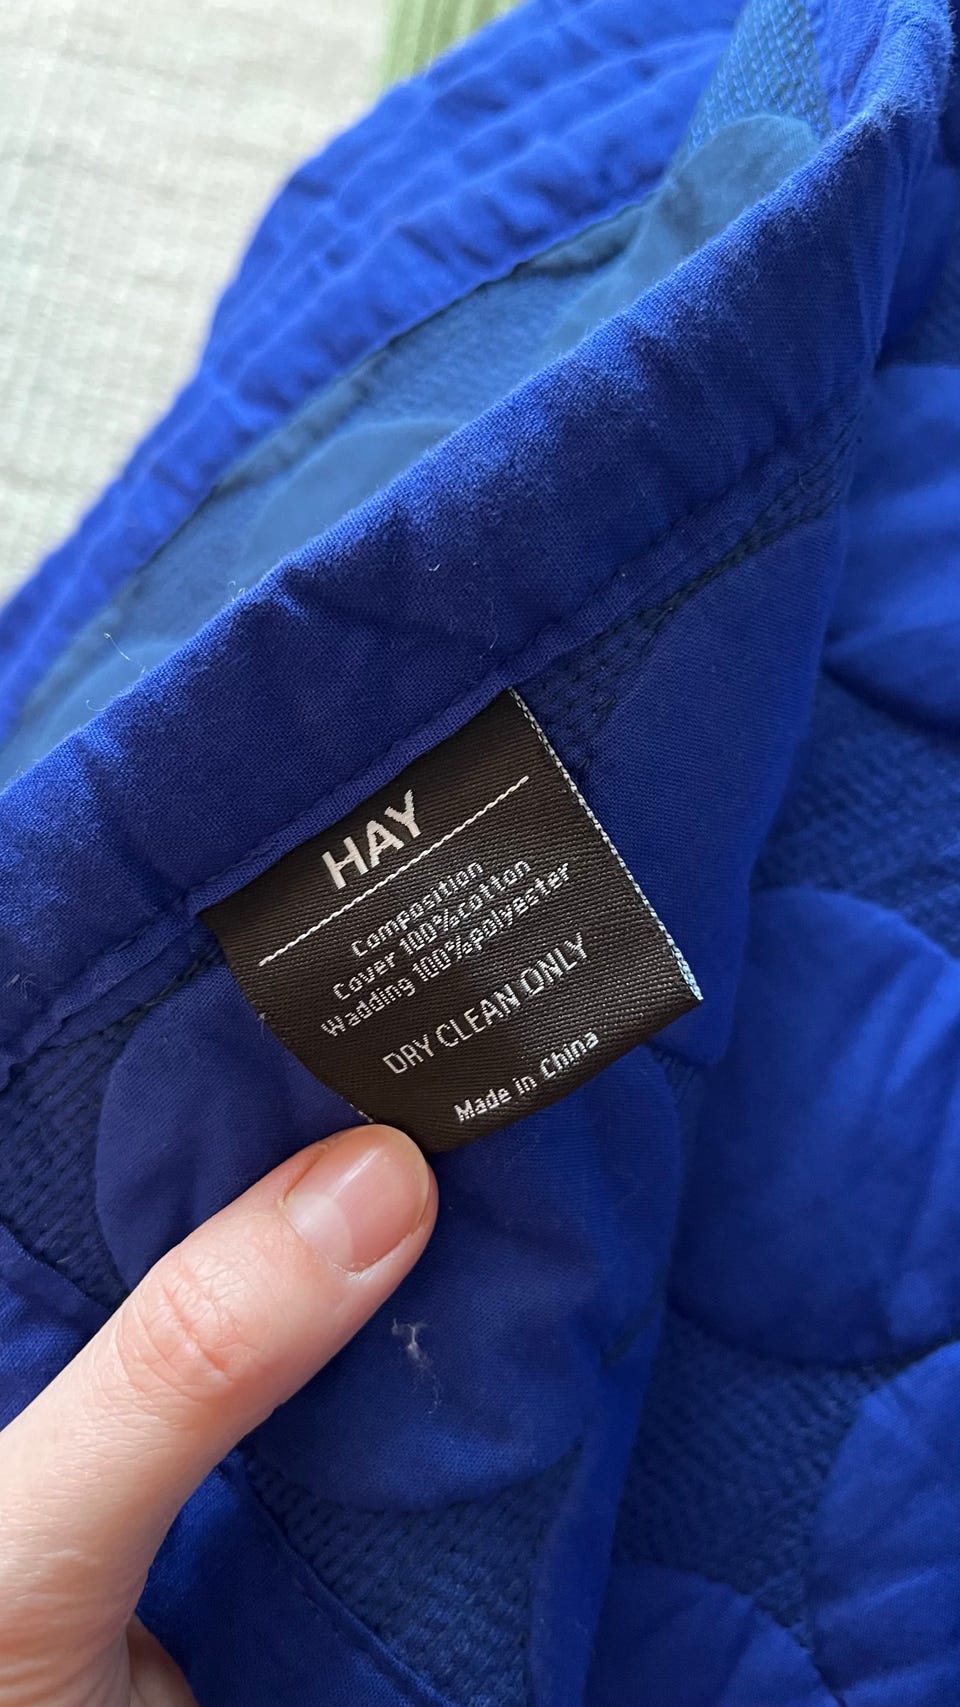 HAY
Composition
Cover 100%cotton
Wadding 100%polyester
DRY CLEAN ONLY
Made in China